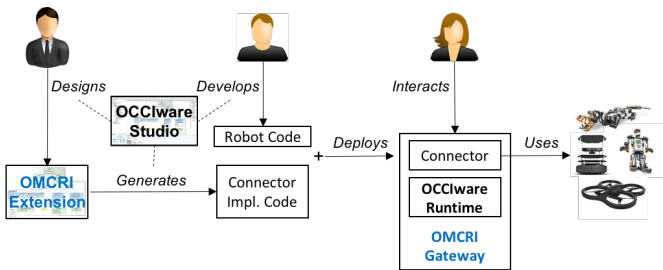 Designs
Develops
Interacts
OCCIware
Studio
Robot Code
+
Deploys
Connector
Uses
OMCRI
Extension
Generates
Connector
Impl. Code
OCCIware
Runtime
OMCRI
Gateway